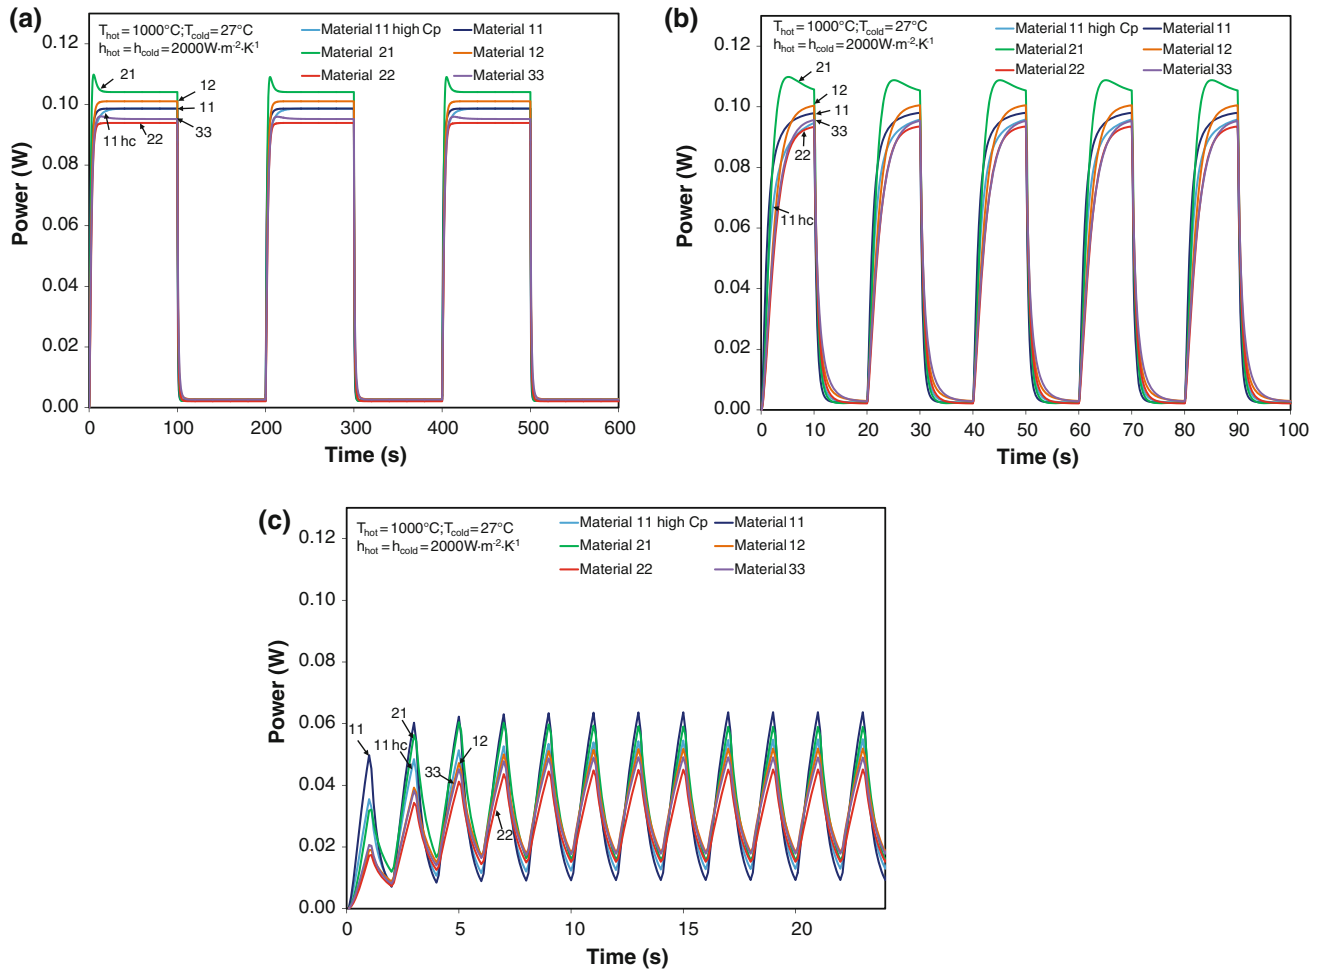 (a)
T_hot = 1000°C;T_cold = 27°C
h_hot = h_cold = 2000W·m⁻²·K⁻¹
Material 11 high Cp
Material 11
Material 21
Material 12
Material 22
Material 33
21
12
11
33
11 hc
22
0.12
0.10
0.08
0.06
0.04
0.02
0.00
Power (W)
0 100 200 300 400 500 600
Time (s)
(b)
T_hot = 1000°C;T_cold = 27°C
h_hot = h_cold = 2000W·m⁻²·K⁻¹
Material 11 high Cp
Material 11
Material 21
Material 12
Material 22
Material 33
21
12
11
33
22
11 hc
0.12
0.10
0.08
0.06
0.04
0.02
0.00
Power (W)
0 10 20 30 40 50 60 70 80 90 100
Time (s)
(c)
T_hot = 1000°C;T_cold = 27°C
h_hot = h_cold = 2000W·m⁻²·K⁻¹
Material 11 high Cp
Material 11
Material 21
Material 12
Material 22
Material 33
11
21
11 hc
33
12
22
0.12
0.10
0.08
0.06
0.04
0.02
0.00
Power (W)
0 5 10 15 20
Time (s)